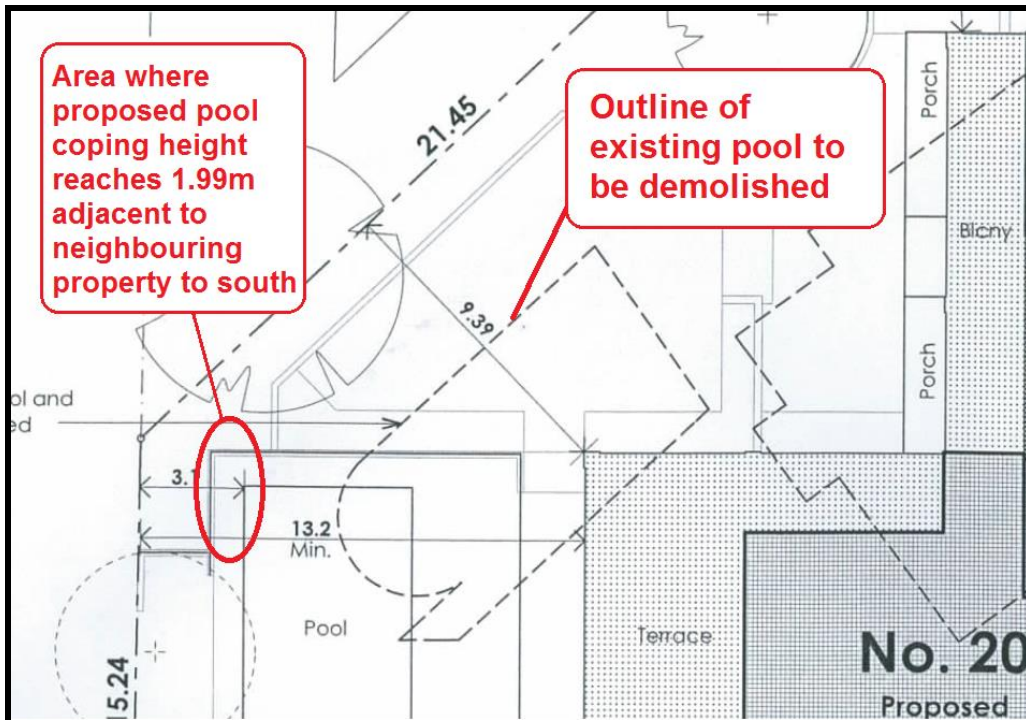 Area where
proposed pool
coping height
reaches 1.99m
adjacent to
neighbouring
property to south
21.45
Outline of
existing pool to
be demolished
Porch
Blcny
9.39
Porch
ol and
ed
3.1
13.2
Min.
Pool
Terrace
15.24
No. 20
Proposed